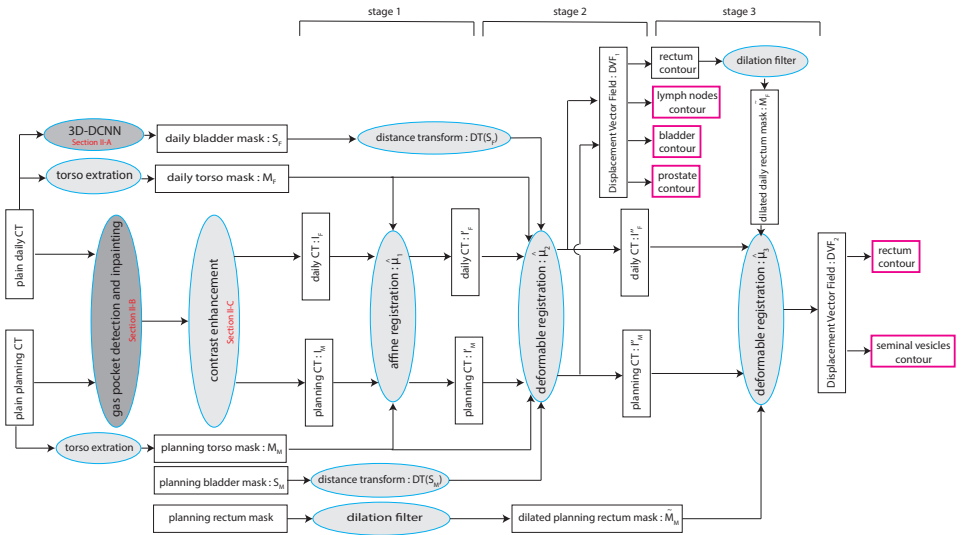 stage 1
stage 2
stage 3
rectum
contour
dilation filter
lymph nodes
contour
bladder
contour
prostate
contour
Displacement Vector Field : DVF₁
dilated daily rectum mask : M̃_F
3D-DCNN
Section II-A
daily bladder mask : S_F
distance transform : DT(S_F)
torso extration
daily torso mask : M_F
plain daily CT
plain planning CT
gas pocket detection and inpainting
Section II-B
contrast enhancement
Section II-C
daily CT : I_F
planning CT : I_M
affine registration : μ̂₁
daily CT : I'_F
planning CT : I'_M
deformable registration : μ̂₂
daily CT : I''_F
planning CT : I''_M
deformable registration : μ̂₃
Displacement Vector Field : DVF₂
rectum
contour
seminal vesicles
contour
torso extration
planning torso mask : M_M
planning bladder mask : S_M
distance transform : DT(S_M)
planning rectum mask
dilation filter
dilated planning rectum mask : M̃_M